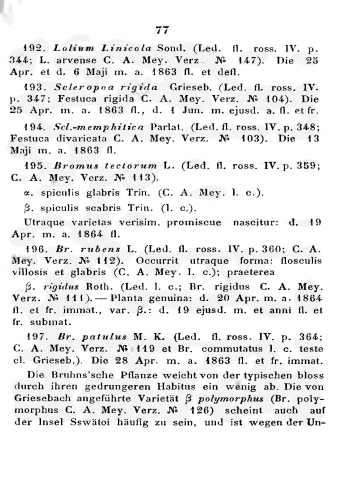 77
192. Lolium Linicola Sond. (Led. fl. ross. IV. p.
344; L. arvense C. A. Mey. Verz № 147). Die 25
Apr. et d. 6 Maji m. a. 1863 fl. et defl.
193. Scleropoa rigida Griesb. (Led. fl. ross. IV.
p. 347; Festuca rigida C. A. Mey. Verz. № 104). Die
25 Apr. m. a. 1863 fl., d. 1 Jun. m. ejusd. a. fl. et fr.
194. Scl.-memphitica Parlat. (Led. fl. ross. IV. p. 348;
Festuca divaricata C. A. Mey. Verz. № 103). Die 13
Maji m. a. 1863 fl.
195. Bromus tectorum L. (Led. fl. ross. IV. p. 359;
C. A. Mey. Verz. № 113).
α. spiculis glabris Trin. (C. A. Mey. l. c.).
β. spiculis scabris Trin. (l. c.).
Utraque varietas verisim. promiscue nascitur: d. 19
Apr. m. a. 1864 fl.
196. Br. rubens L. (Led. fl. ross. IV. p. 360; C. A.
Mey. Verz. № 112). Occurrit utraque forma: flosculis
villosis et glabris (C. A. Mey. l. c.); praeterea
β. rigidus Roth. (Led. l. c.; Br. rigidus C. A. Mey.
Verz. № 111).— Planta genuina: d. 20 Apr. m. a. 1864
fl. et fr. immat., var. β.: d. 19 ejusd. m. et anni fl. et
fr. submat.
197. Br. patulus M. K. (Led. fl. ross. IV. p. 364;
C. A. Mey. Verz. № 119 et Br. commutatus l. c. teste
cl. Griesb.). Die 28 Apr. m. a. 1863 fl. et fr. immat.
Die Bruhns'sche Pflanze weicht von der typischen bloss
durch ihren gedrungeren Habitus ein wenig ab. Die von
Griesebach angeführte Varietät β polymorphus (Br. poly-
morphus C. A. Mey. Verz. № 126) scheint auch auf
der Insel Sswätoi häufig zu sein, und ist wegen der Un-